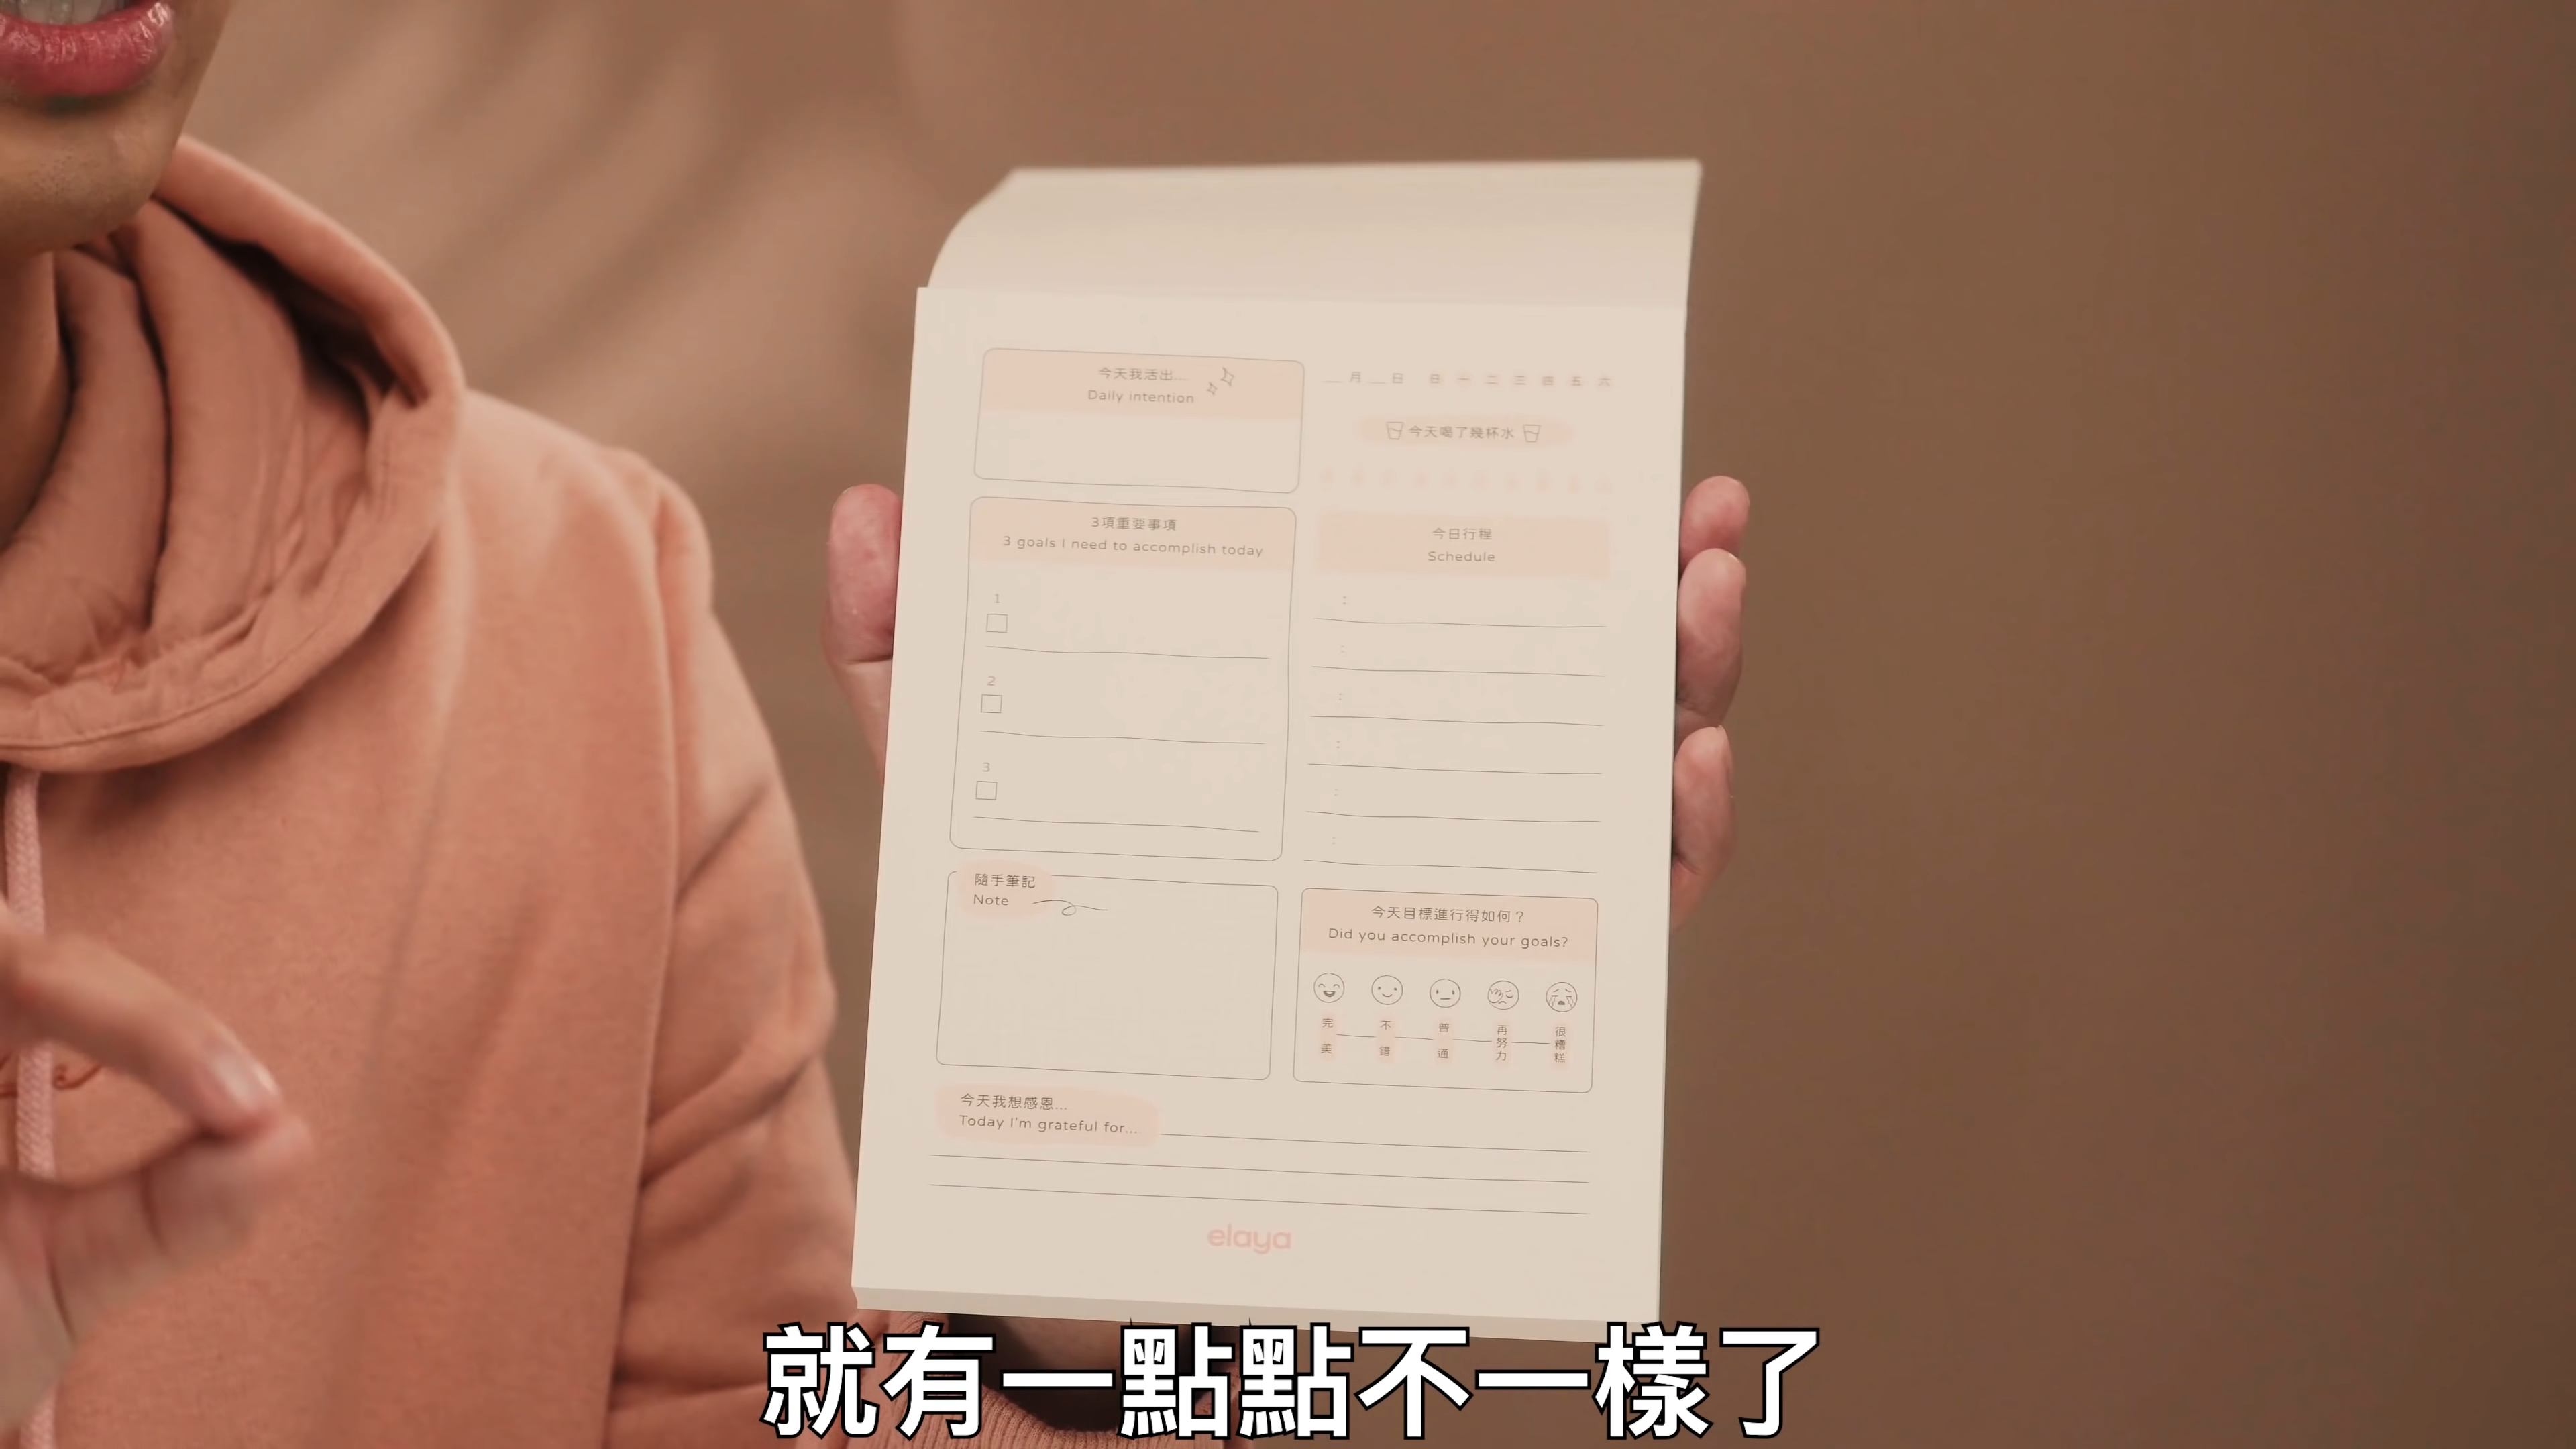 今天我活出...
Daily intention
__月__日 日 一 二 三 四 五 六
今天喝了幾杯水
3項重要事項
3 goals I need to accomplish today
1
2
3
今日行程
Schedule
:
:
:
:
:
:
隨手筆記
Note
今天目標進行得如何？
Did you accomplish your goals?
完美 不錯 普通 再努力 很糟糕
今天我想感恩...
Today I'm grateful for...
elaya
就有一點點不一樣了